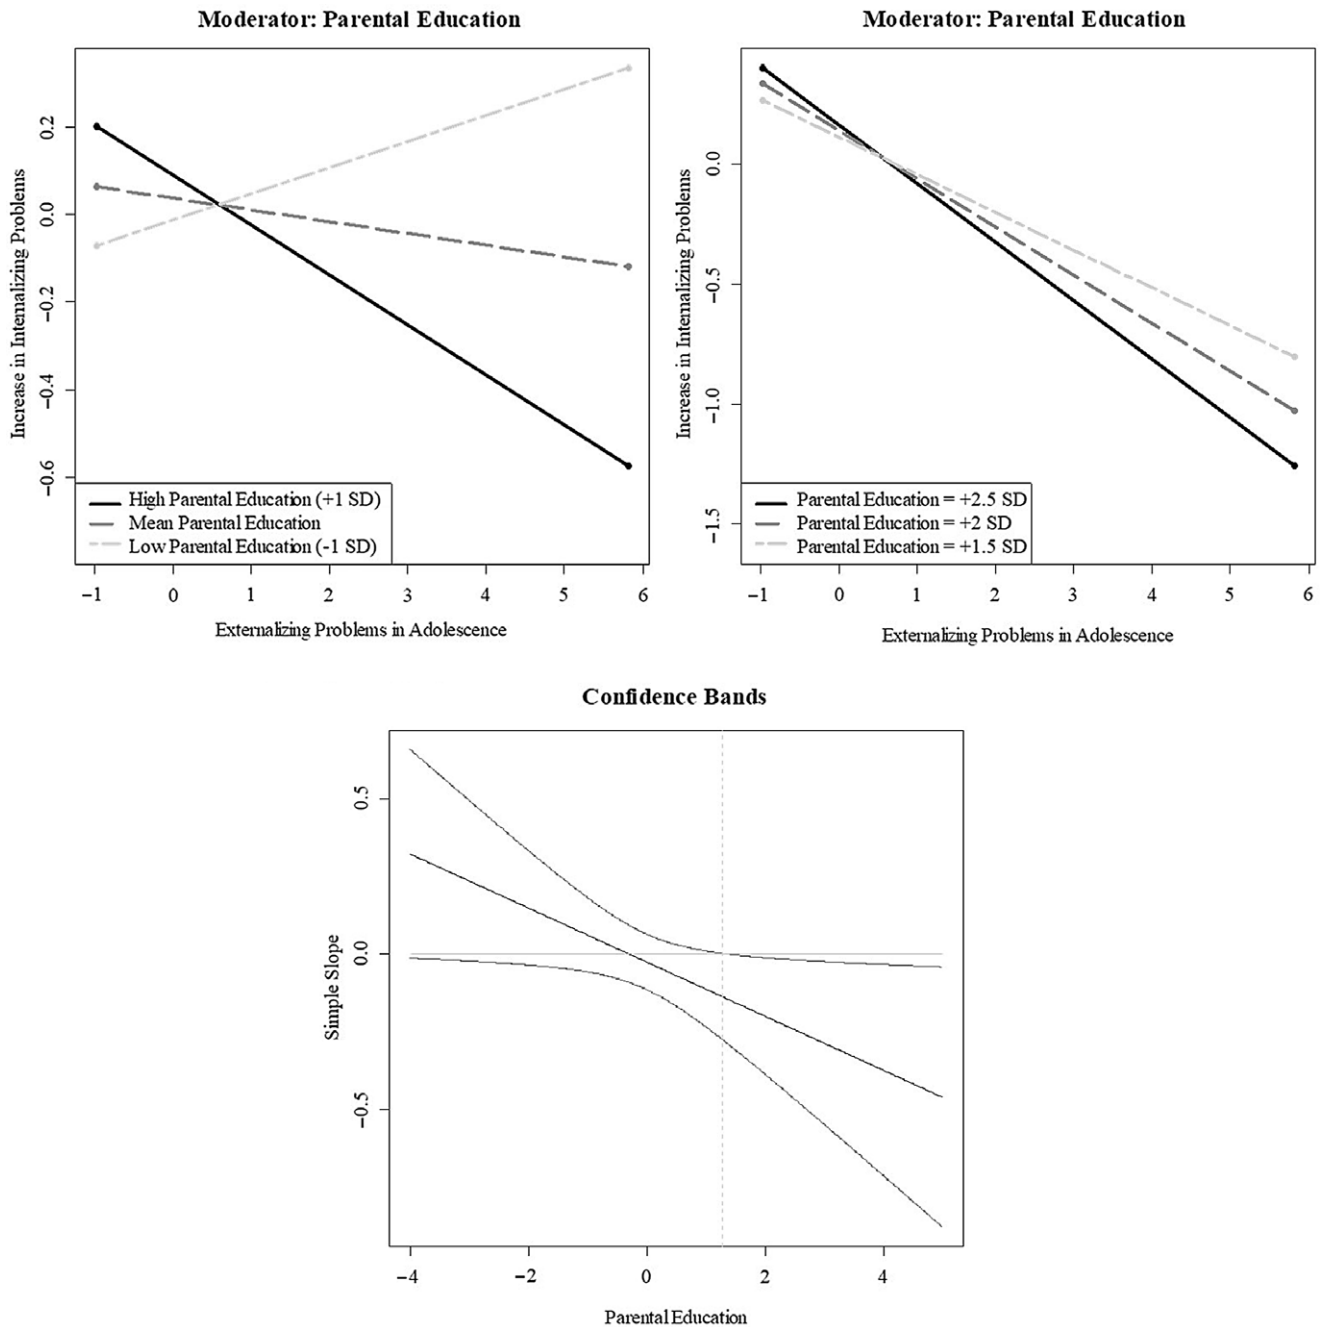 Moderator: Parental Education
Increase in Internalizing Problems
0.2
0.0
−0.2
−0.4
−0.6
High Parental Education (+1 SD)
Mean Parental Education
Low Parental Education (-1 SD)
−1 0 1 2 3 4 5 6
Externalizing Problems in Adolescence
Moderator: Parental Education
Increase in Internalizing Problems
0.0
−0.5
−1.0
−1.5
Parental Education = +2.5 SD
Parental Education = +2 SD
Parental Education = +1.5 SD
−1 0 1 2 3 4 5 6
Externalizing Problems in Adolescence
Confidence Bands
Simple Slope
0.5
0.0
−0.5
−4 −2 0 2 4
Parental Education